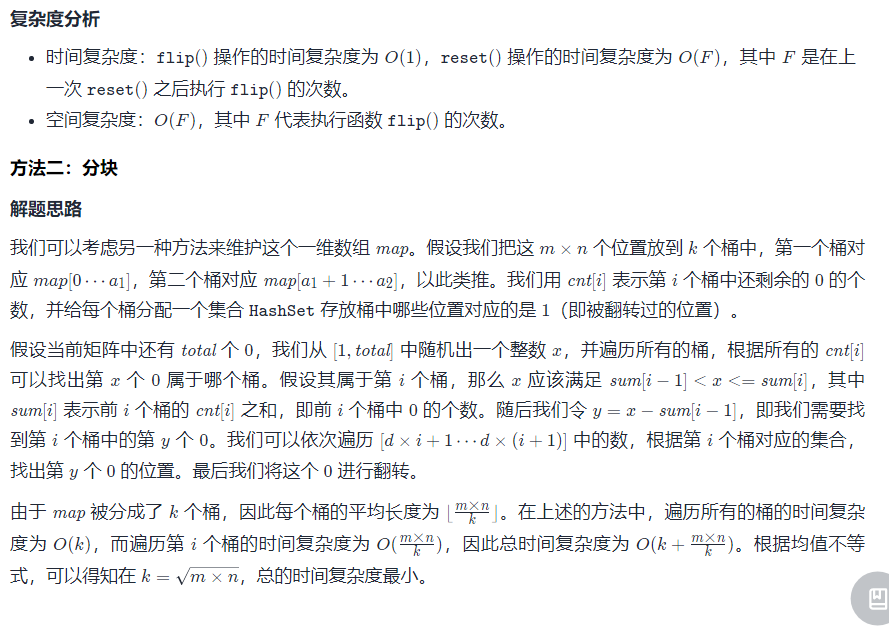 复杂度分析
• 时间复杂度：flip() 操作的时间复杂度为 O(1)，reset() 操作的时间复杂度为 O(F)，其中 F 是在上
一次 reset() 之后执行 flip() 的次数。
• 空间复杂度：O(F)，其中 F 代表执行函数 flip() 的次数。
方法二：分块
解题思路
我们可以考虑另一种方法来维护这个一维数组 map。假设我们把这 m × n 个位置放到 k 个桶中，第一个桶对
应 map[0⋯a₁]，第二个桶对应 map[a₁ + 1⋯a₂]，以此类推。我们用 cnt[i] 表示第 i 个桶中还剩余的 0 的个
数，并给每个桶分配一个集合 HashSet 存放桶中哪些位置对应的是 1（即被翻转过的位置）。
假设当前矩阵中还有 total 个 0，我们从 [1, total] 中随机出一个整数 x，并遍历所有的桶，根据所有的 cnt[i]
可以找出第 x 个 0 属于哪个桶。假设其属于第 i 个桶，那么 x 应该满足 sum[i − 1] < x <= sum[i]，其中
sum[i] 表示前 i 个桶的 cnt[i] 之和，即前 i 个桶中 0 的个数。随后我们令 y = x − sum[i − 1]，即我们需要找
到第 i 个桶中的第 y 个 0。我们可以依次遍历 [d × i + 1⋯d × (i + 1)] 中的数，根据第 i 个桶对应的集合，
找出第 y 个 0 的位置。最后我们将这个 0 进行翻转。
由于 map 被分成了 k 个桶，因此每个桶的平均长度为 ⌊m×n/k⌋。在上述的方法中，遍历所有的桶的时间复杂
度为 O(k)，而遍历第 i 个桶的时间复杂度为 O(m×n/k)，因此总时间复杂度为 O(k + m×n/k)。根据均值不等
式，可以得知在 k = √(m × n)，总的时间复杂度最小。